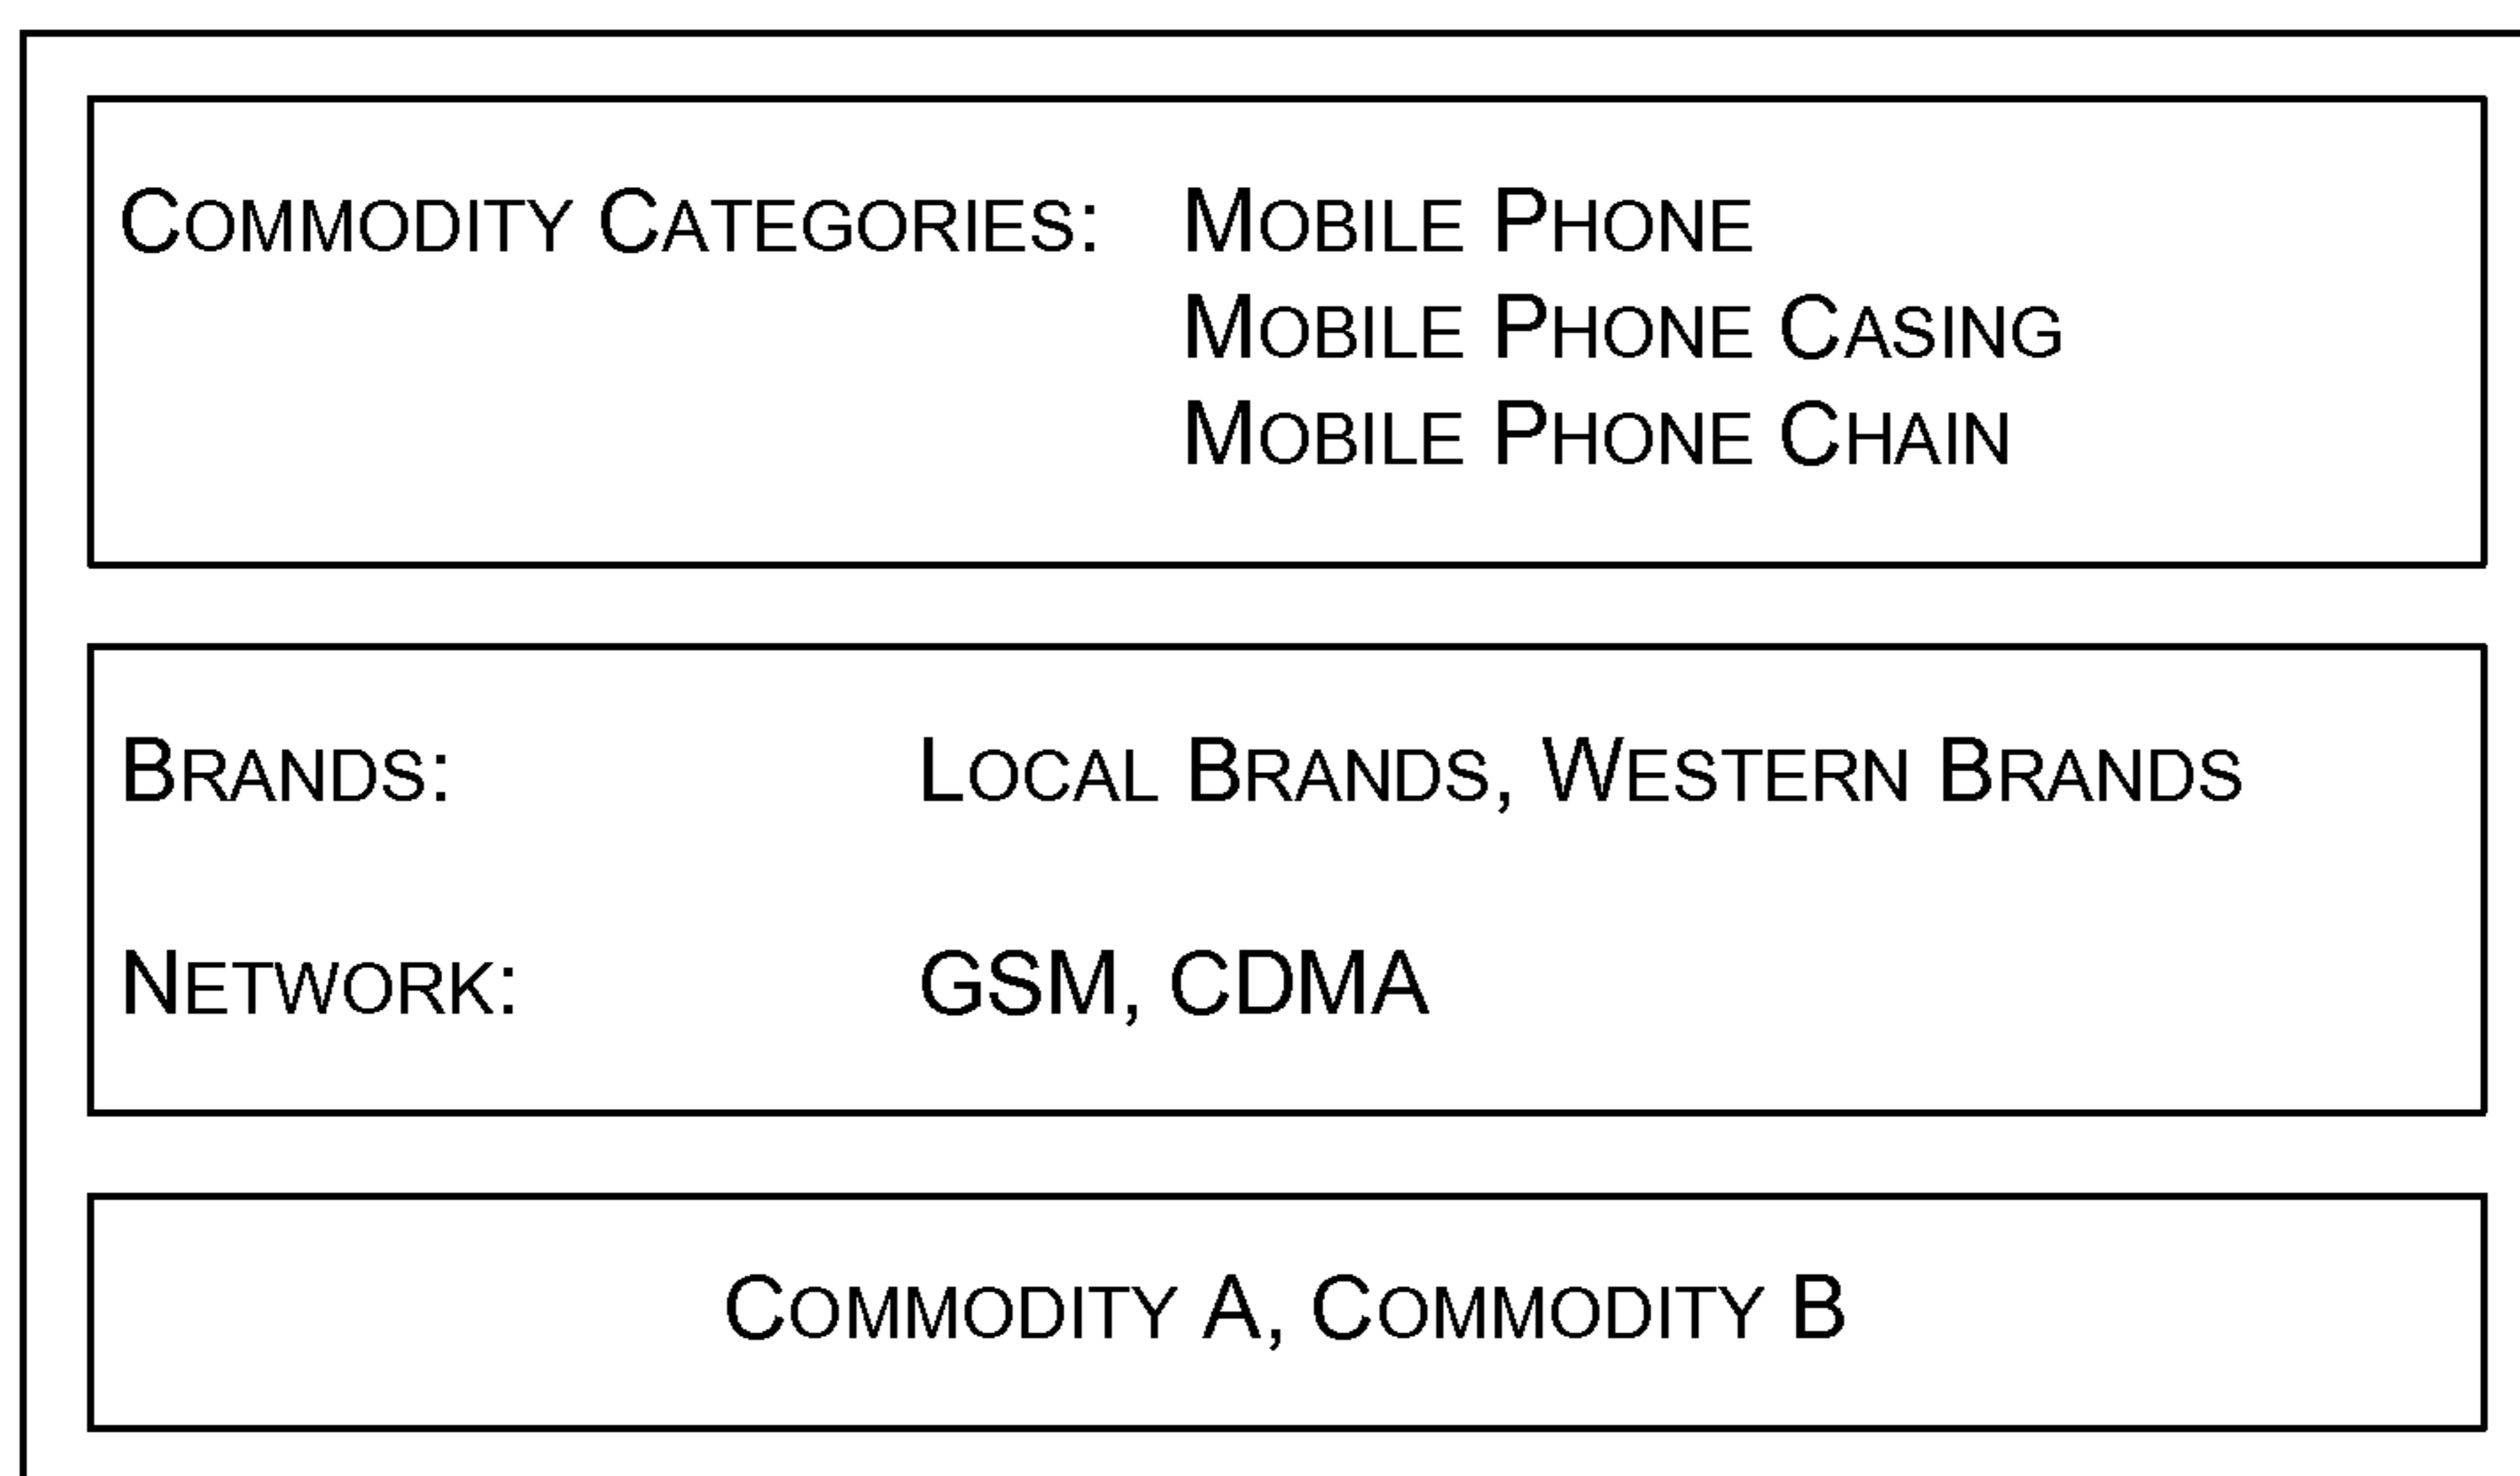 COMMODITY CATEGORIES: MOBILE PHONE
MOBILE PHONE CASING
MOBILE PHONE CHAIN
BRANDS: LOCAL BRANDS, WESTERN BRANDS
NETWORK: GSM, CDMA
COMMODITY A, COMMODITY B